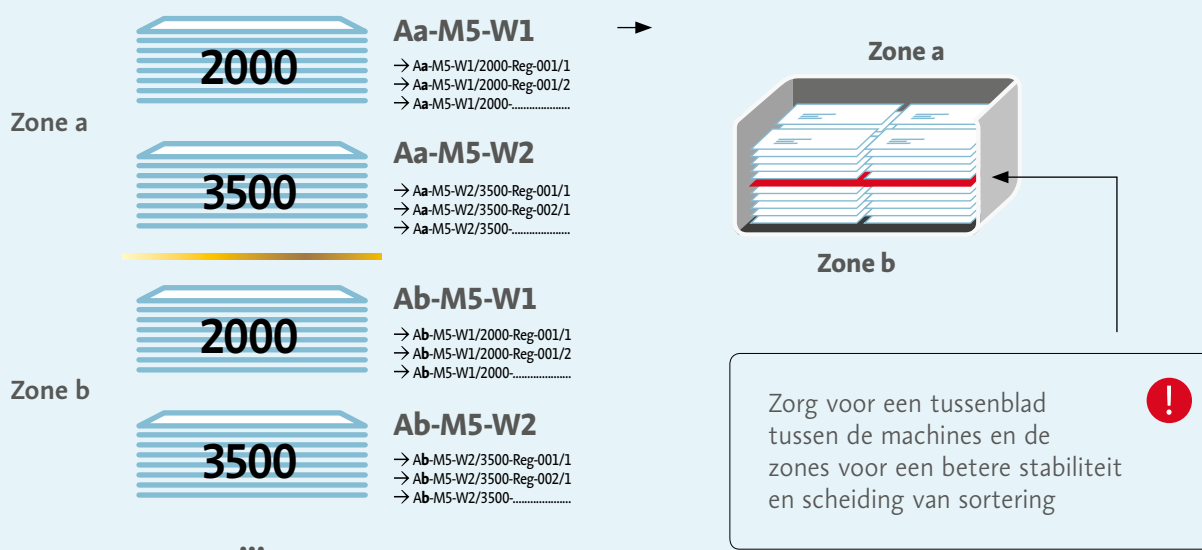 Zone a
2000
Aa-M5-W1
→ Aa-M5-W1/2000-Reg-001/1
→ Aa-M5-W1/2000-Reg-001/2
→ Aa-M5-W1/2000-....................
3500
Aa-M5-W2
→ Aa-M5-W2/3500-Reg-001/1
→ Aa-M5-W2/3500-Reg-002/1
→ Aa-M5-W2/3500-....................
Zone b
2000
Ab-M5-W1
→ Ab-M5-W1/2000-Reg-001/1
→ Ab-M5-W1/2000-Reg-001/2
→ Ab-M5-W1/2000-....................
3500
Ab-M5-W2
→ Ab-M5-W2/3500-Reg-001/1
→ Ab-M5-W2/3500-Reg-002/1
→ Ab-M5-W2/3500-....................
...
Zone a
Zone b
!
Zorg voor een tussenblad
tussen de machines en de
zones voor een betere stabiliteit
en scheiding van sortering